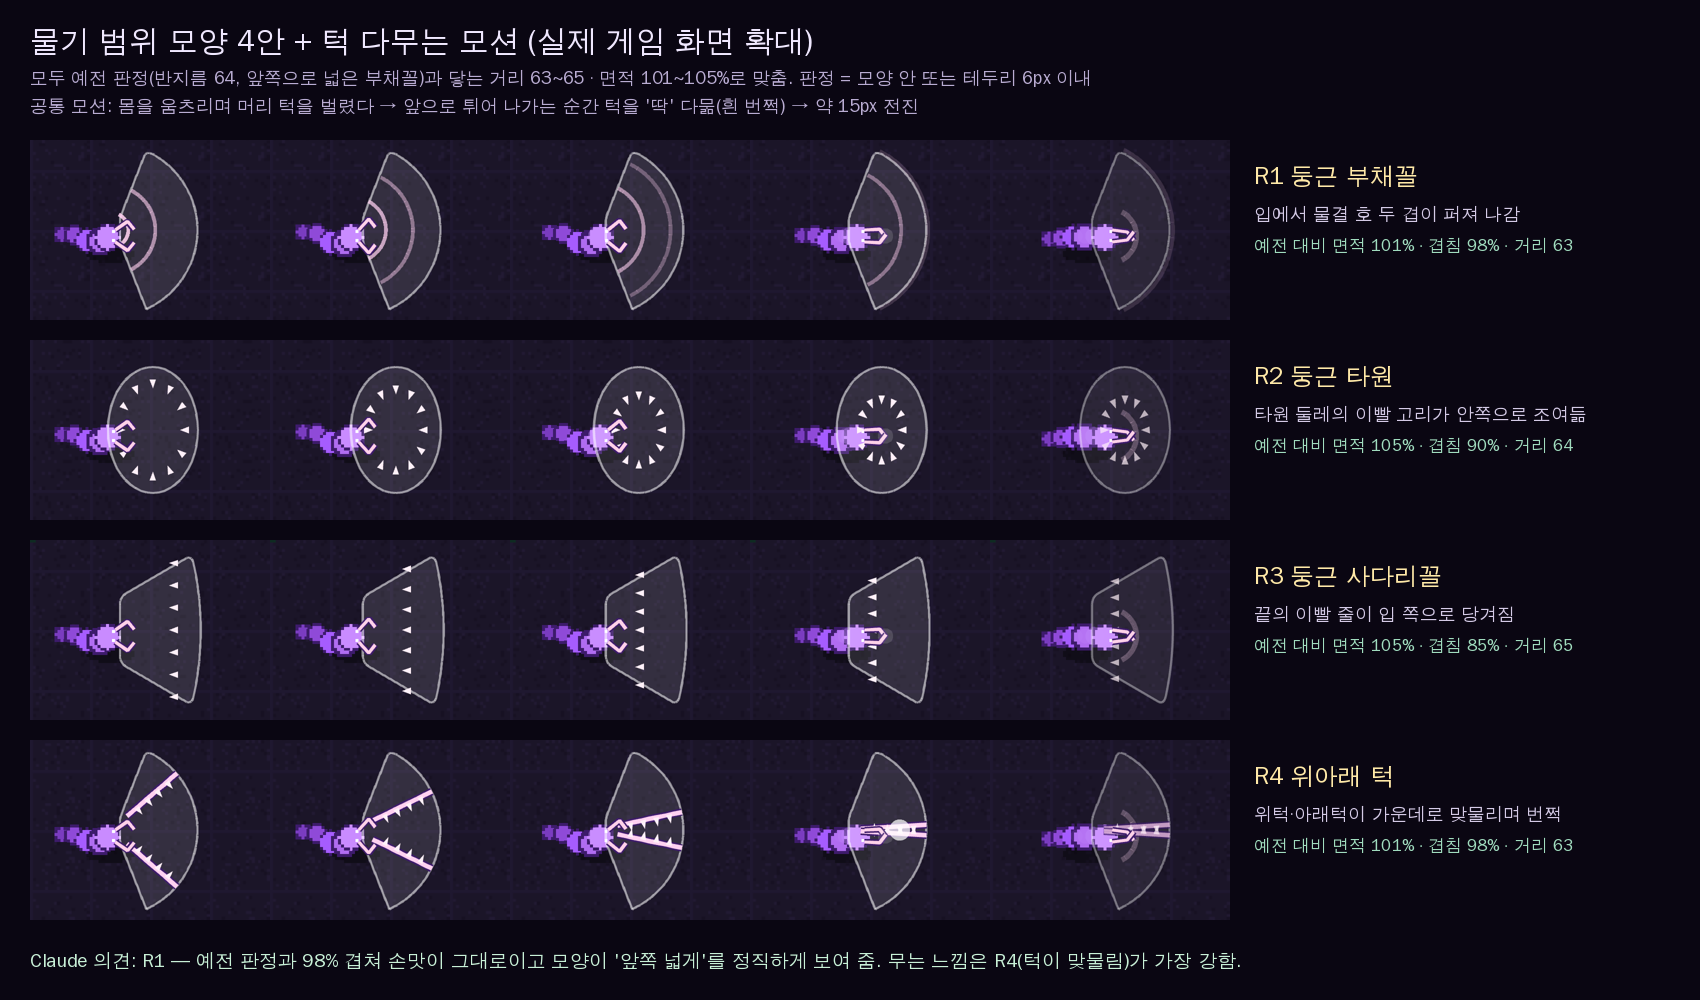 물기 범위 모양 4안 + 턱 다무는 모션 (실제 게임 화면 확대)
모두 예전 판정(반지름 64, 앞쪽으로 넓은 부채꼴)과 닿는 거리 63~65 · 면적 101~105%로 맞춤. 판정 = 모양 안 또는 테두리 6px 이내
공통 모션: 몸을 움츠리며 머리 턱을 벌렸다 → 앞으로 튀어 나가는 순간 턱을 '딱' 다묾(흰 번쩍) → 약 15px 전진
R1 둥근 부채꼴
입에서 물결 호 두 겹이 퍼져 나감
예전 대비 면적 101% · 겹침 98% · 거리 63
R2 둥근 타원
타원 둘레의 이빨 고리가 안쪽으로 조여듦
예전 대비 면적 105% · 겹침 90% · 거리 64
R3 둥근 사다리꼴
끝의 이빨 줄이 입 쪽으로 당겨짐
예전 대비 면적 105% · 겹침 85% · 거리 65
R4 위아래 턱
위턱·아래턱이 가운데로 맞물리며 번쩍
예전 대비 면적 101% · 겹침 98% · 거리 63
Claude 의견: R1 — 예전 판정과 98% 겹쳐 손맛이 그대로이고 모양이 '앞쪽 넓게'를 정직하게 보여 줌. 무는 느낌은 R4(턱이 맞물림)가 가장 강함.